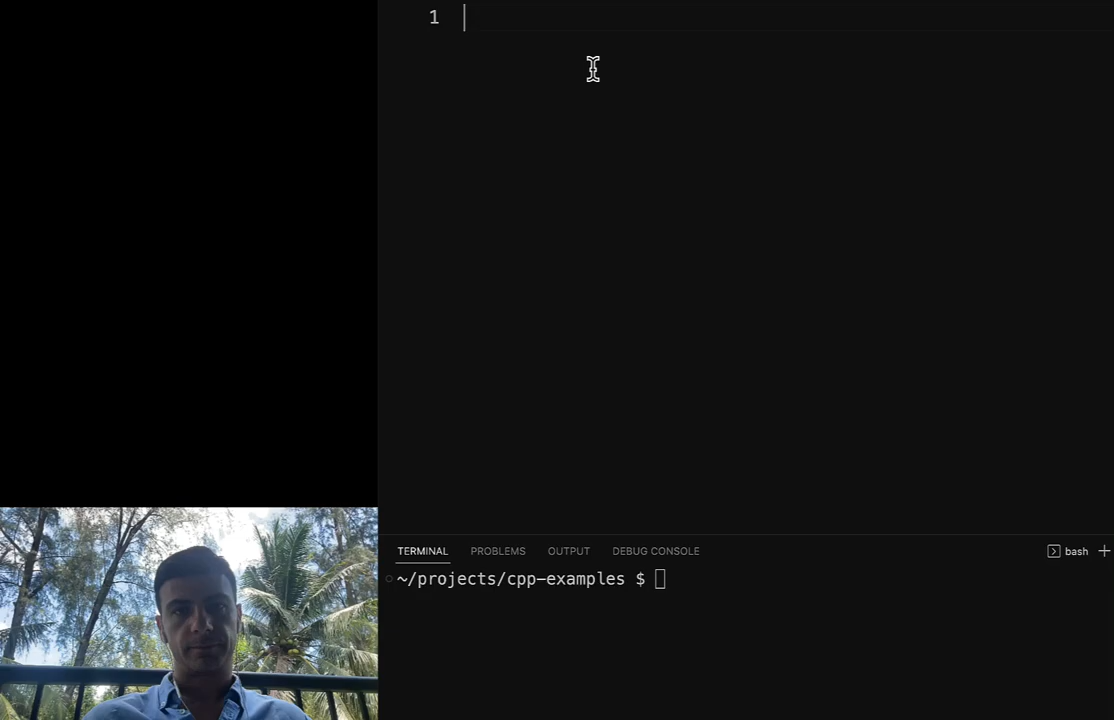 1
TERMINAL PROBLEMS OUTPUT DEBUG CONSOLE bash
~/projects/cpp-examples $